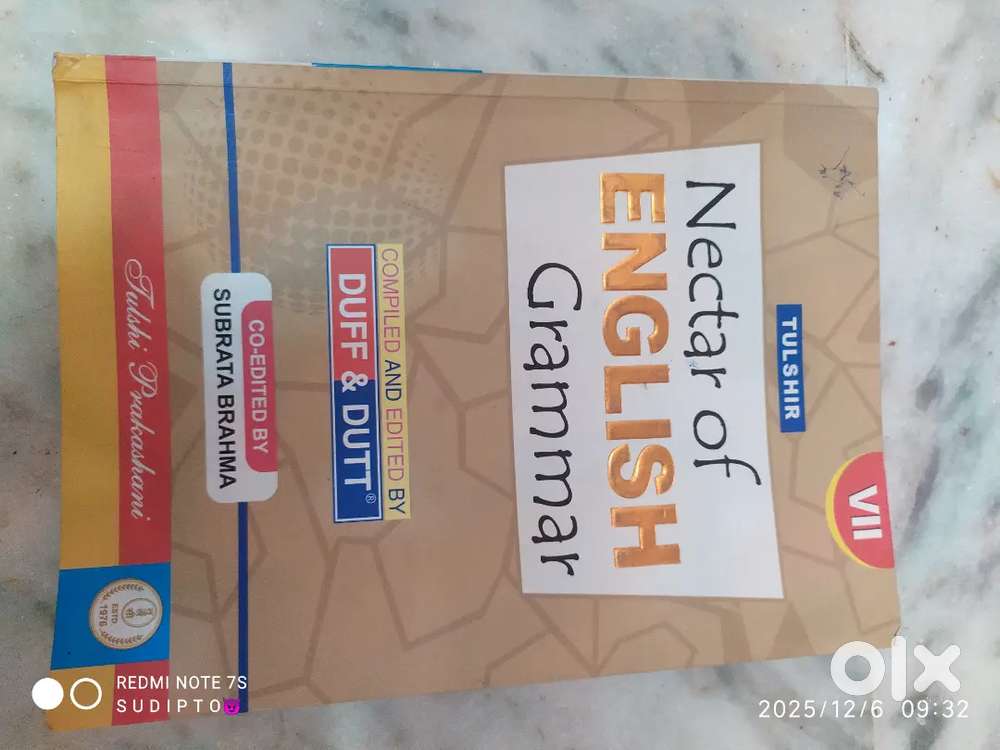 TULSHIR
VII
Nectar of
ENGLISH
Grammar
COMPILED AND EDITED BY
DUFF & DUTT®
CO-EDITED BY
SUBRATA BRAHMA
Tulshi Prakashani
ESTD.
1976
REDMI NOTE 7S
SUDIPTO😈
olx
2025/12/6 09:32